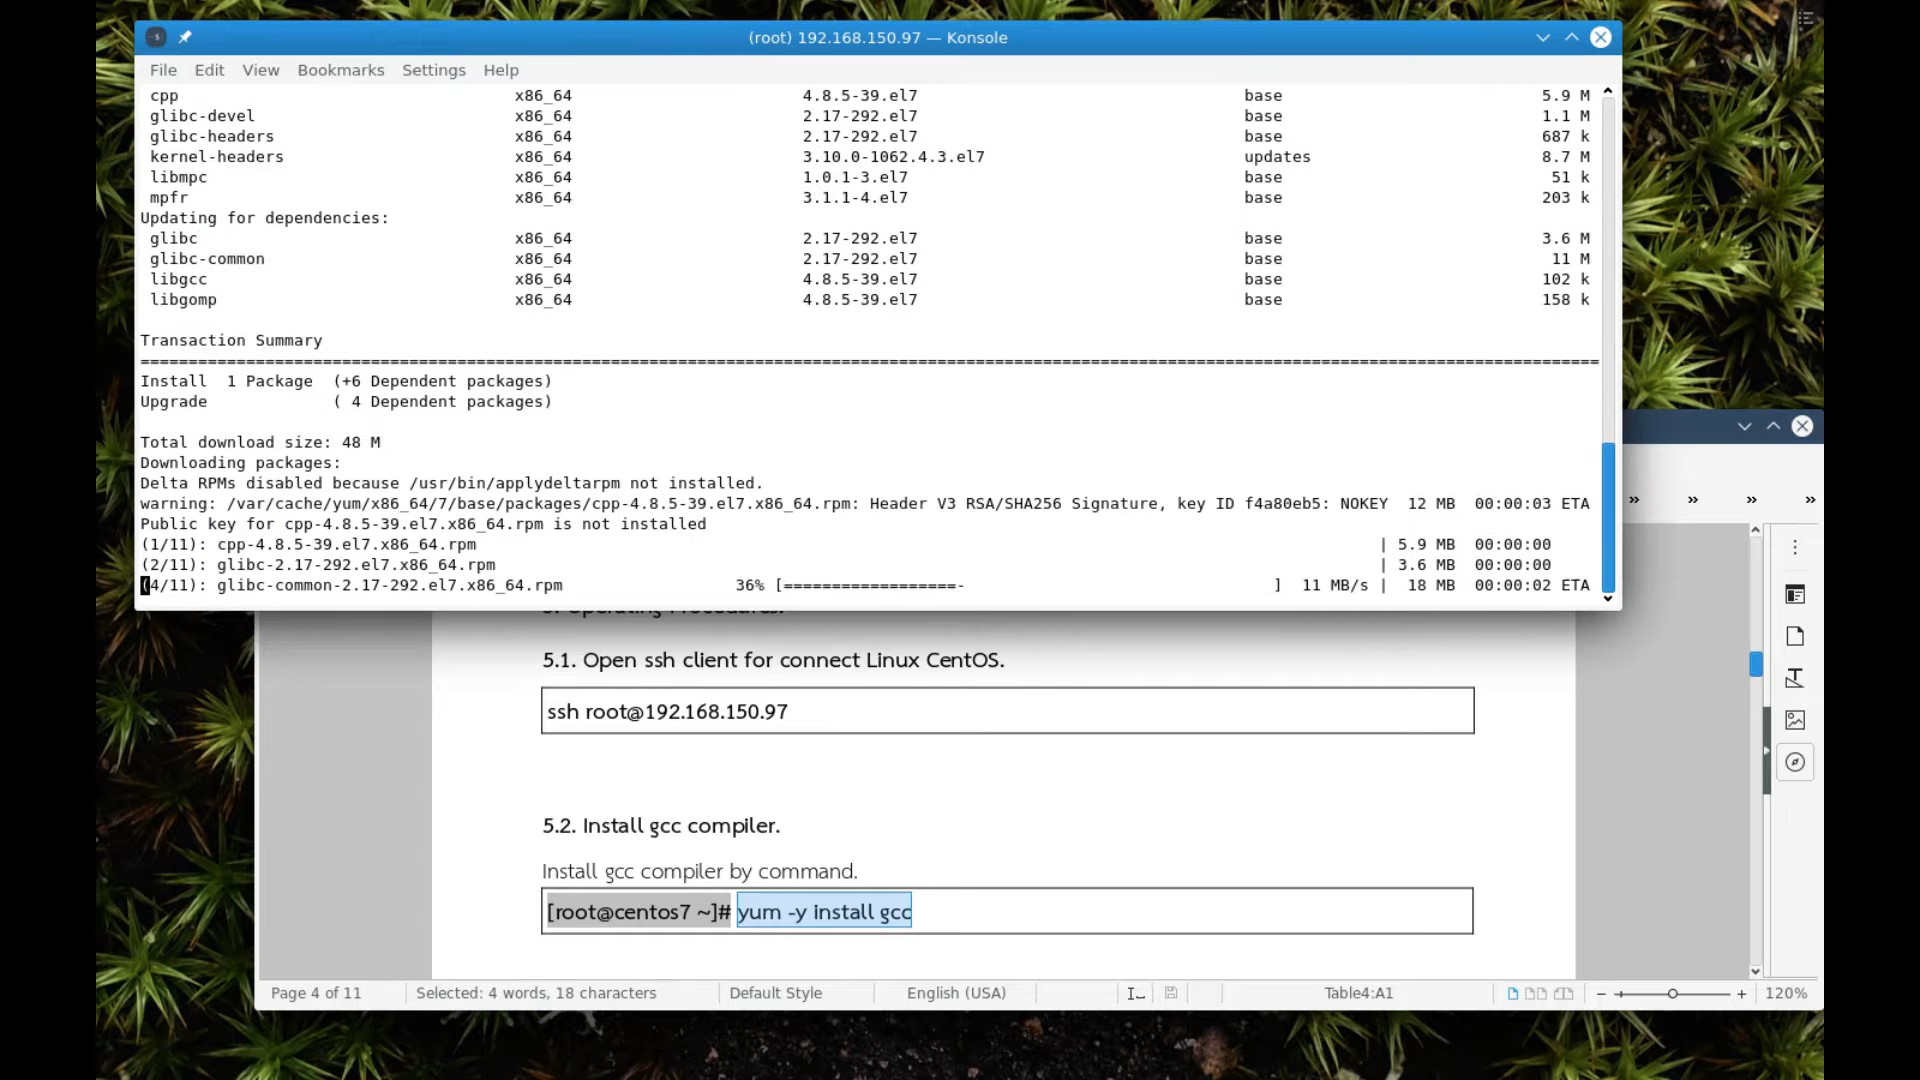 (root) 192.168.150.97 — Konsole
File Edit View Bookmarks Settings Help
cpp x86_64 4.8.5-39.el7 base 5.9 M
glibc-devel x86_64 2.17-292.el7 base 1.1 M
glibc-headers x86_64 2.17-292.el7 base 687 k
kernel-headers x86_64 3.10.0-1062.4.3.el7 updates 8.7 M
libmpc x86_64 1.0.1-3.el7 base 51 k
mpfr x86_64 3.1.1-4.el7 base 203 k
Updating for dependencies:
glibc x86_64 2.17-292.el7 base 3.6 M
glibc-common x86_64 2.17-292.el7 base 11 M
libgcc x86_64 4.8.5-39.el7 base 102 k
libgomp x86_64 4.8.5-39.el7 base 158 k
Transaction Summary
================================================================================
Install 1 Package (+6 Dependent packages)
Upgrade ( 4 Dependent packages)
Total download size: 48 M
Downloading packages:
Delta RPMs disabled because /usr/bin/applydeltarpm not installed.
warning: /var/cache/yum/x86_64/7/base/packages/cpp-4.8.5-39.el7.x86_64.rpm: Header V3 RSA/SHA256 Signature, key ID f4a80eb5: NOKEY 12 MB 00:00:03 ETA
Public key for cpp-4.8.5-39.el7.x86_64.rpm is not installed
(1/11): cpp-4.8.5-39.el7.x86_64.rpm | 5.9 MB 00:00:00
(2/11): glibc-2.17-292.el7.x86_64.rpm | 3.6 MB 00:00:00
(4/11): glibc-common-2.17-292.el7.x86_64.rpm 36% [==================- ] 11 MB/s | 18 MB 00:00:02 ETA
5. Operating Procedures.
5.1. Open ssh client for connect Linux CentOS.
ssh root@192.168.150.97
5.2. Install gcc compiler.
Install gcc compiler by command.
[root@centos7 ~]# yum -y install gcc
Page 4 of 11 Selected: 4 words, 18 characters Default Style English (USA) Table4:A1 120%